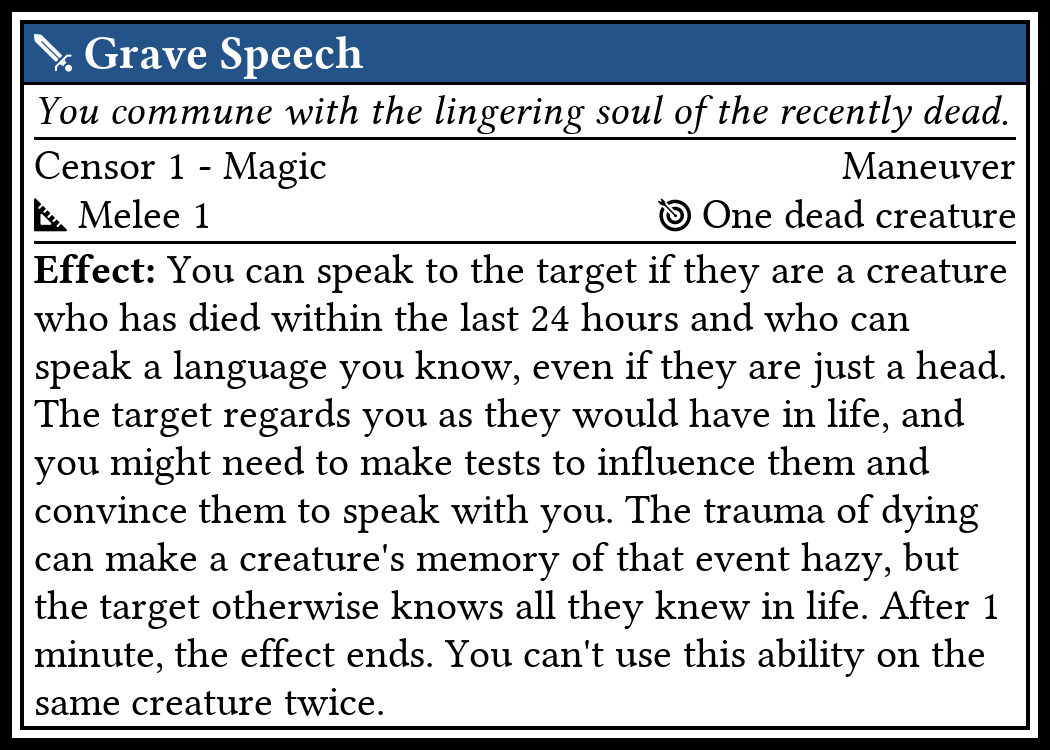 Grave Speech
You commune with the lingering soul of the recently dead.
Censor 1 - Magic Maneuver
Melee 1 One dead creature
Effect: You can speak to the target if they are a creature
who has died within the last 24 hours and who can
speak a language you know, even if they are just a head.
The target regards you as they would have in life, and
you might need to make tests to influence them and
convince them to speak with you. The trauma of dying
can make a creature's memory of that event hazy, but
the target otherwise knows all they knew in life. After 1
minute, the effect ends. You can't use this ability on the
same creature twice.